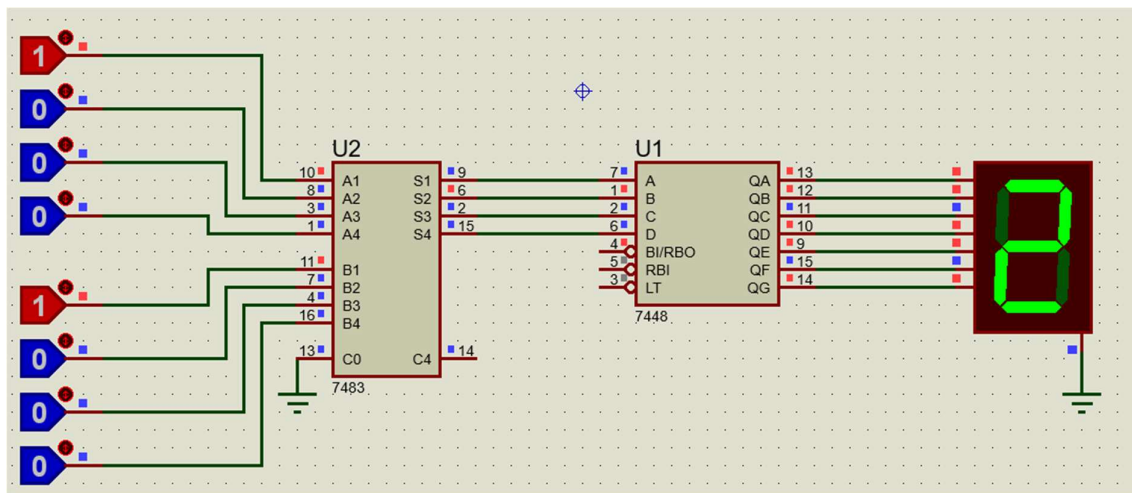 1
0
0
0
1
0
0
0
U2
10 A1 S1 9
8 A2 S2 6
3 A3 S3 2
1 A4 S4 15
11 B1
7 B2
4 B3
16 B4
13 C0 C4 14
7483
U1
7 A QA 13
1 B QB 12
2 C QC 11
6 D QD 10
4 BI/RBO QE 9
5 RBI QF 15
3 LT QG 14
7448
2